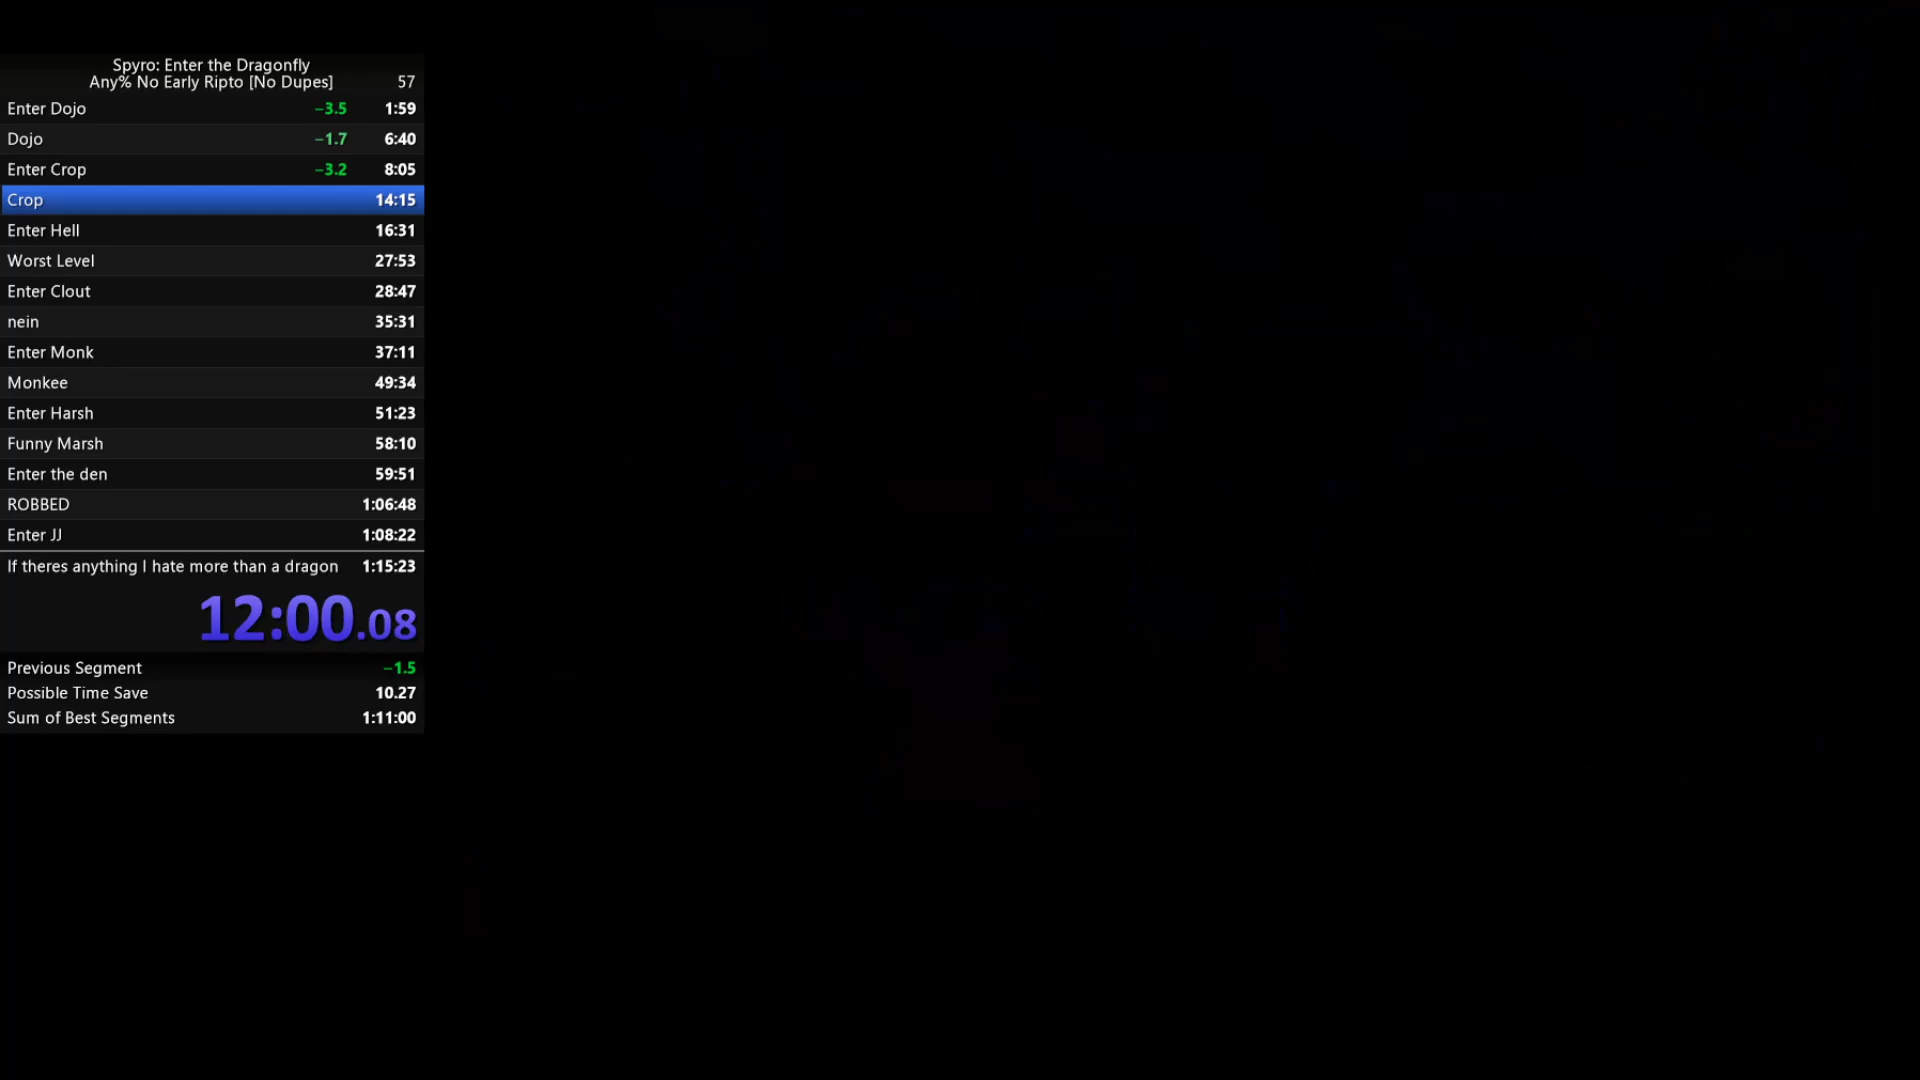 Spyro: Enter the Dragonfly
Any% No Early Ripto [No Dupes] 57
Enter Dojo −3.5 1:59
Dojo −1.7 6:40
Enter Crop −3.2 8:05
Crop 14:15
Enter Hell 16:31
Worst Level 27:53
Enter Clout 28:47
nein 35:31
Enter Monk 37:11
Monkee 49:34
Enter Harsh 51:23
Funny Marsh 58:10
Enter the den 59:51
ROBBED 1:06:48
Enter JJ 1:08:22
If theres anything I hate more than a dragon 1:15:23
12:00.08
Previous Segment −1.5
Possible Time Save 10.27
Sum of Best Segments 1:11:00